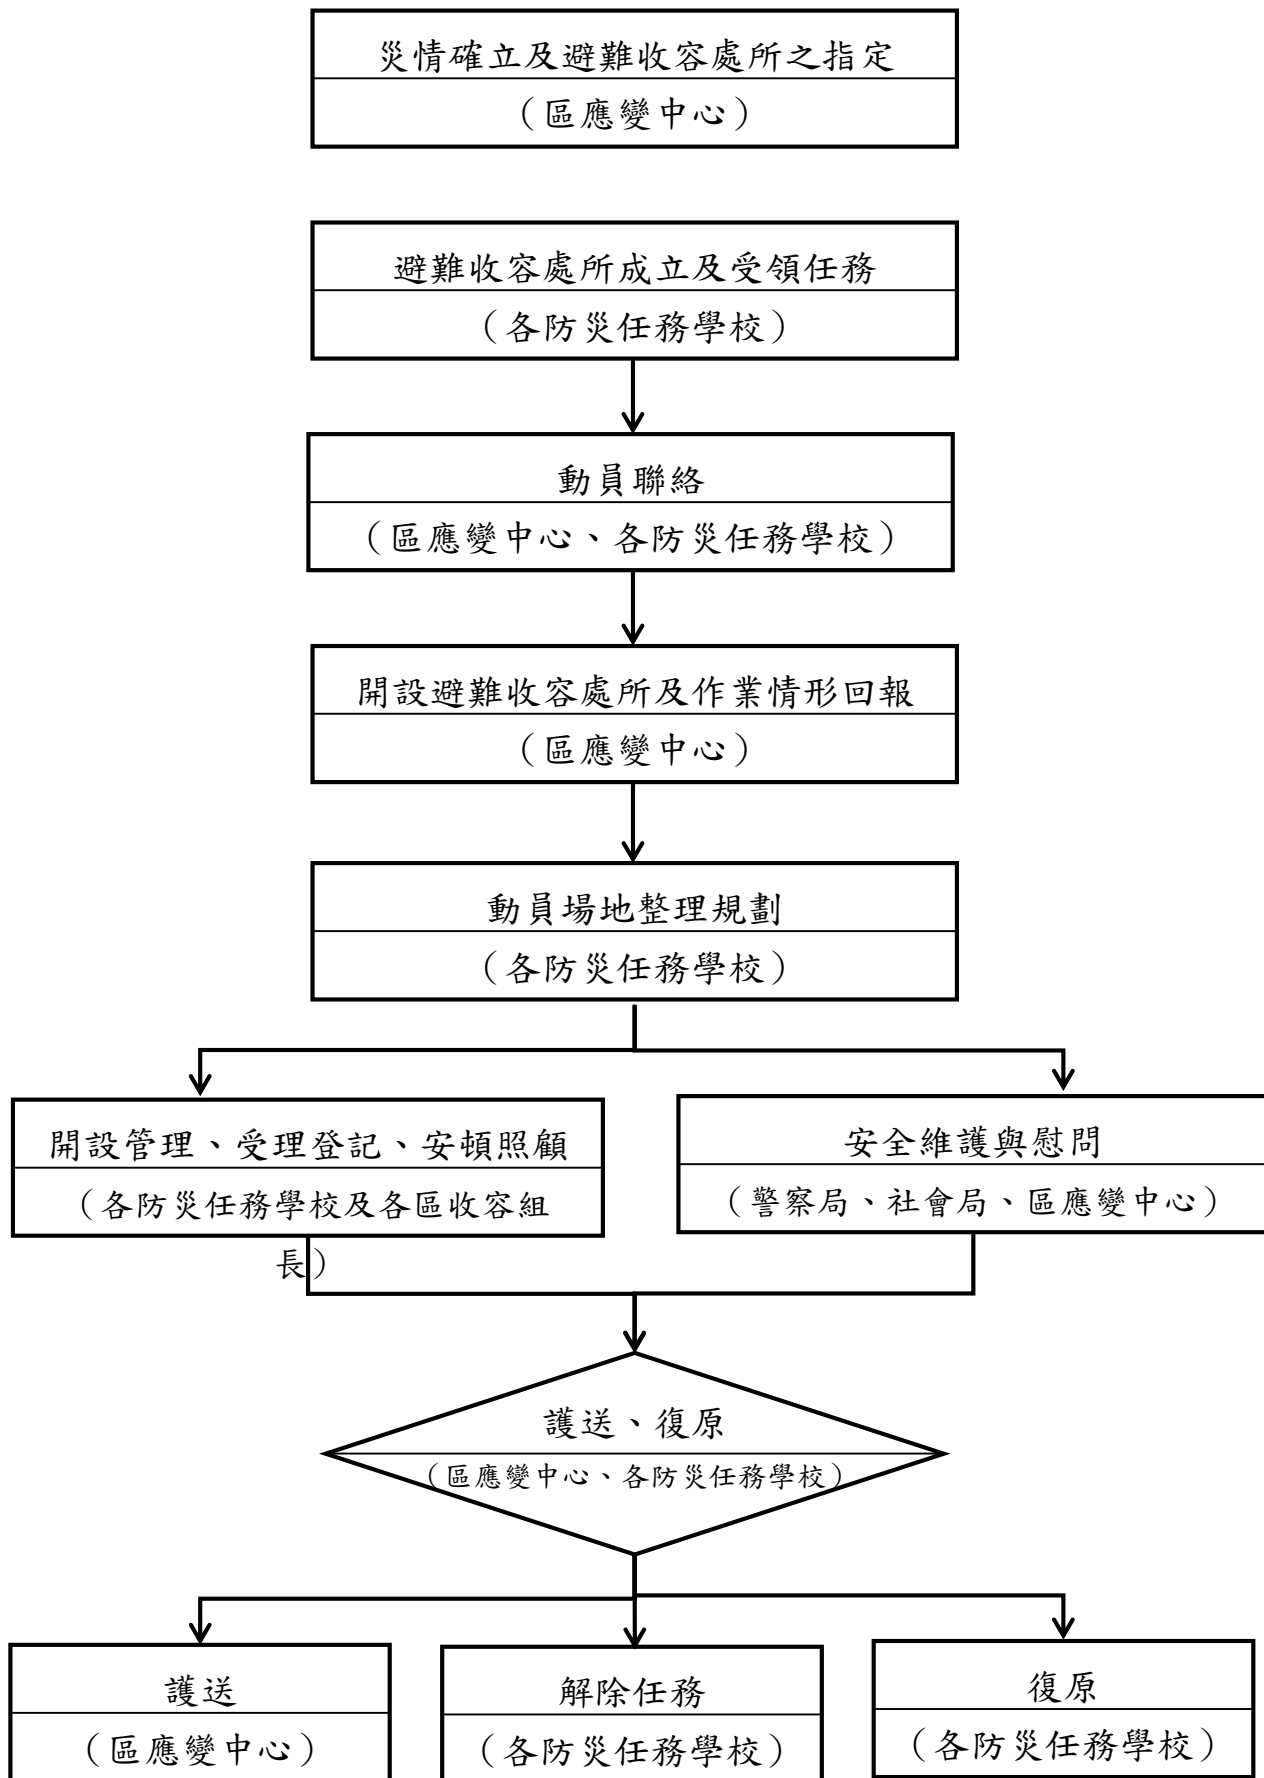 災情確立及避難收容處所之指定
（區應變中心）
避難收容處所成立及受領任務
（各防災任務學校）
動員聯絡
（區應變中心、各防災任務學校）
開設避難收容處所及作業情形回報
（區應變中心）
動員場地整理規劃
（各防災任務學校）
開設管理、受理登記、安頓照顧
（各防災任務學校及各區收容組
長）
安全維護與慰問
（警察局、社會局、區應變中心）
護送、復原
（區應變中心、各防災任務學校）
護送
（區應變中心）
解除任務
（各防災任務學校）
復原
（各防災任務學校）